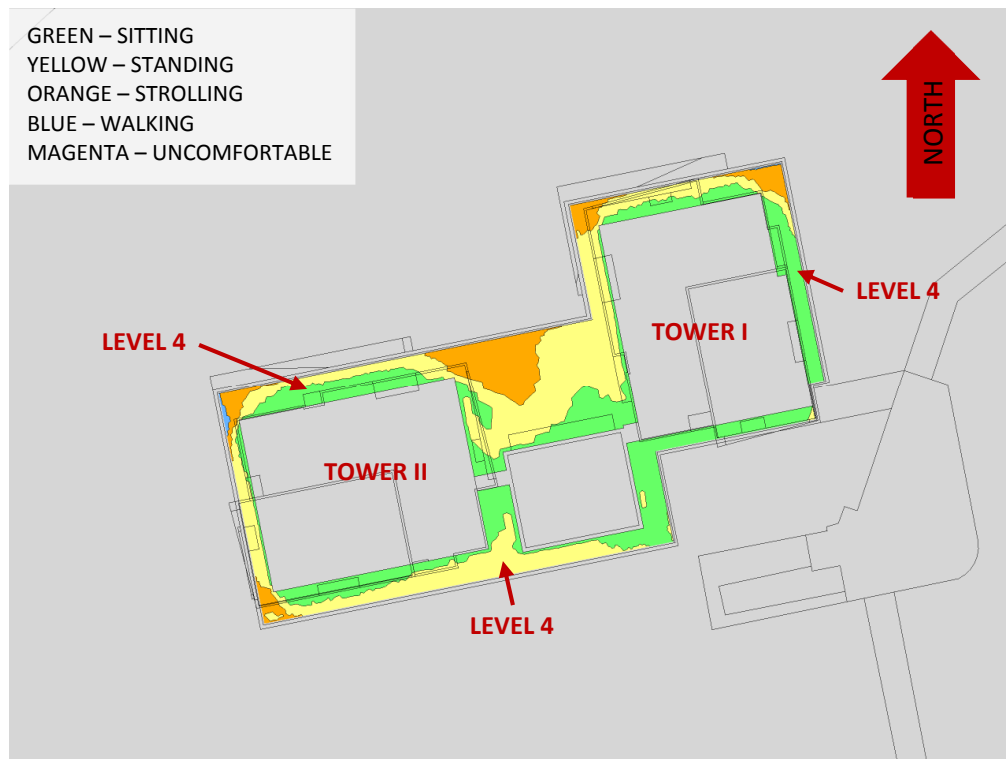 GREEN – SITTING
YELLOW – STANDING
ORANGE – STROLLING
BLUE – WALKING
MAGENTA – UNCOMFORTABLE
NORTH
LEVEL 4
TOWER I
LEVEL 4
TOWER II
LEVEL 4